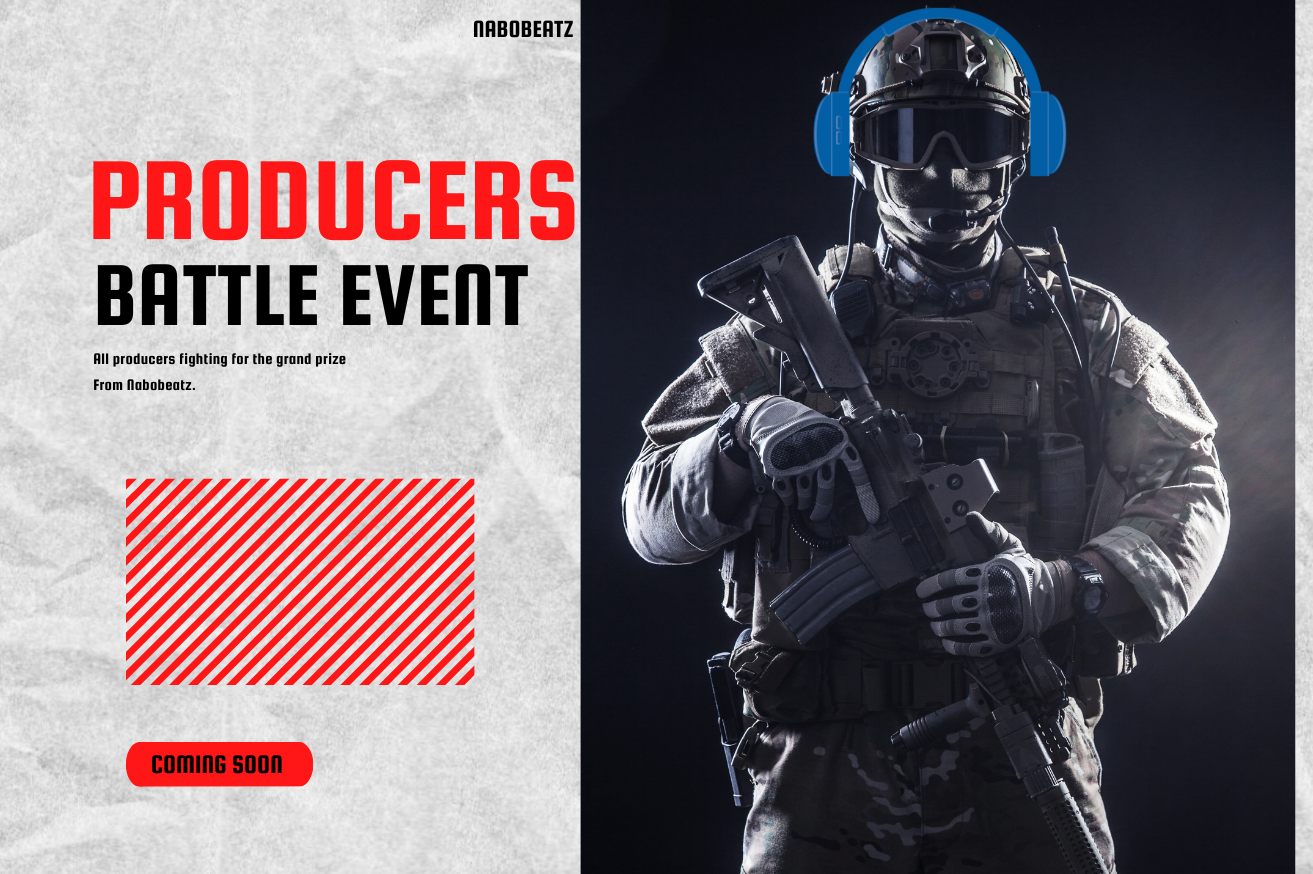 NABOBEATZ
PRODUCERS
BATTLE EVENT
All producers fighting for the grand prize
From Nabobeatz.
COMING SOON